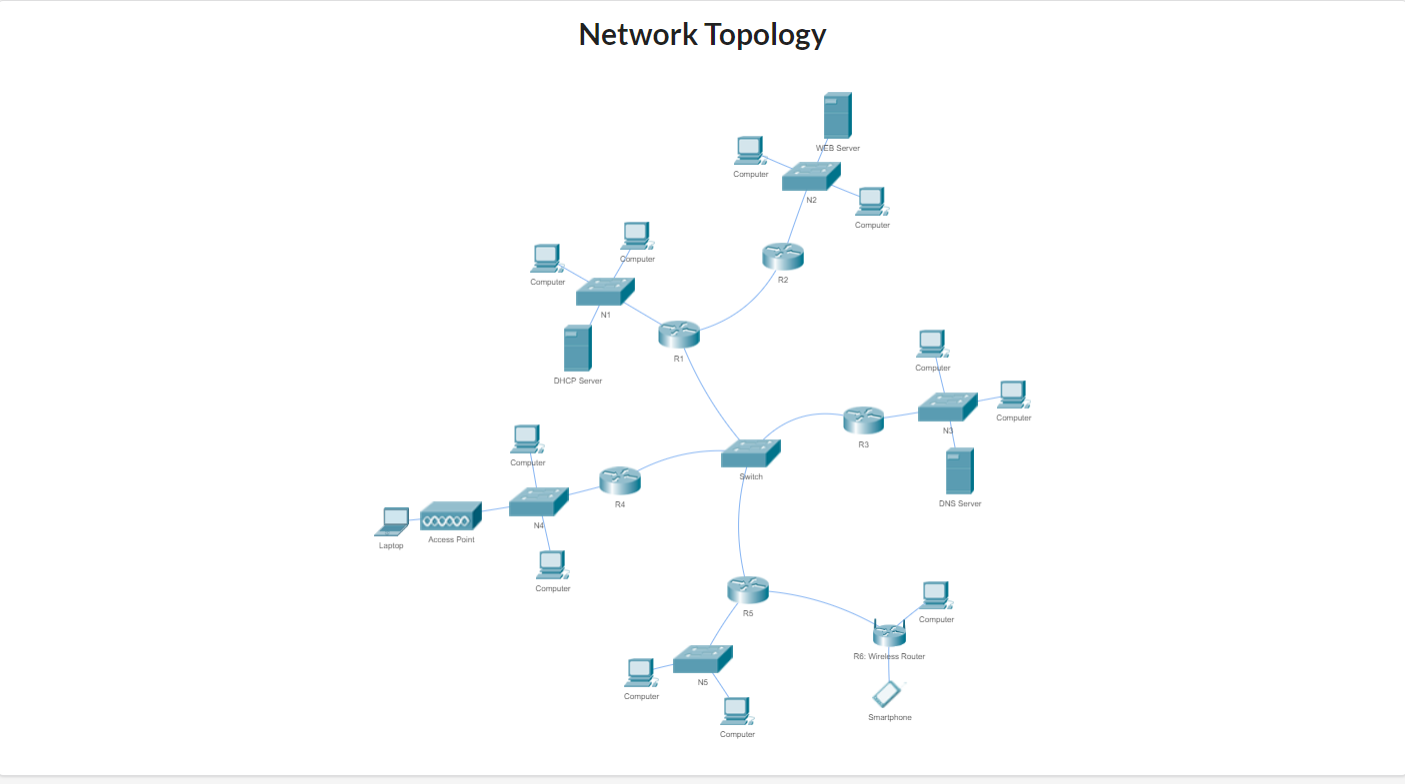 Network Topology
WEB Server
Computer
N2
Computer
R2
Computer
Computer
N1
R1
DHCP Server
Computer
Computer
N3
R3
DNS Server
Computer
Switch
R4
N4
Access Point
Laptop
Computer
R5
Computer
R6: Wireless Router
N5
Computer
Smartphone
Computer